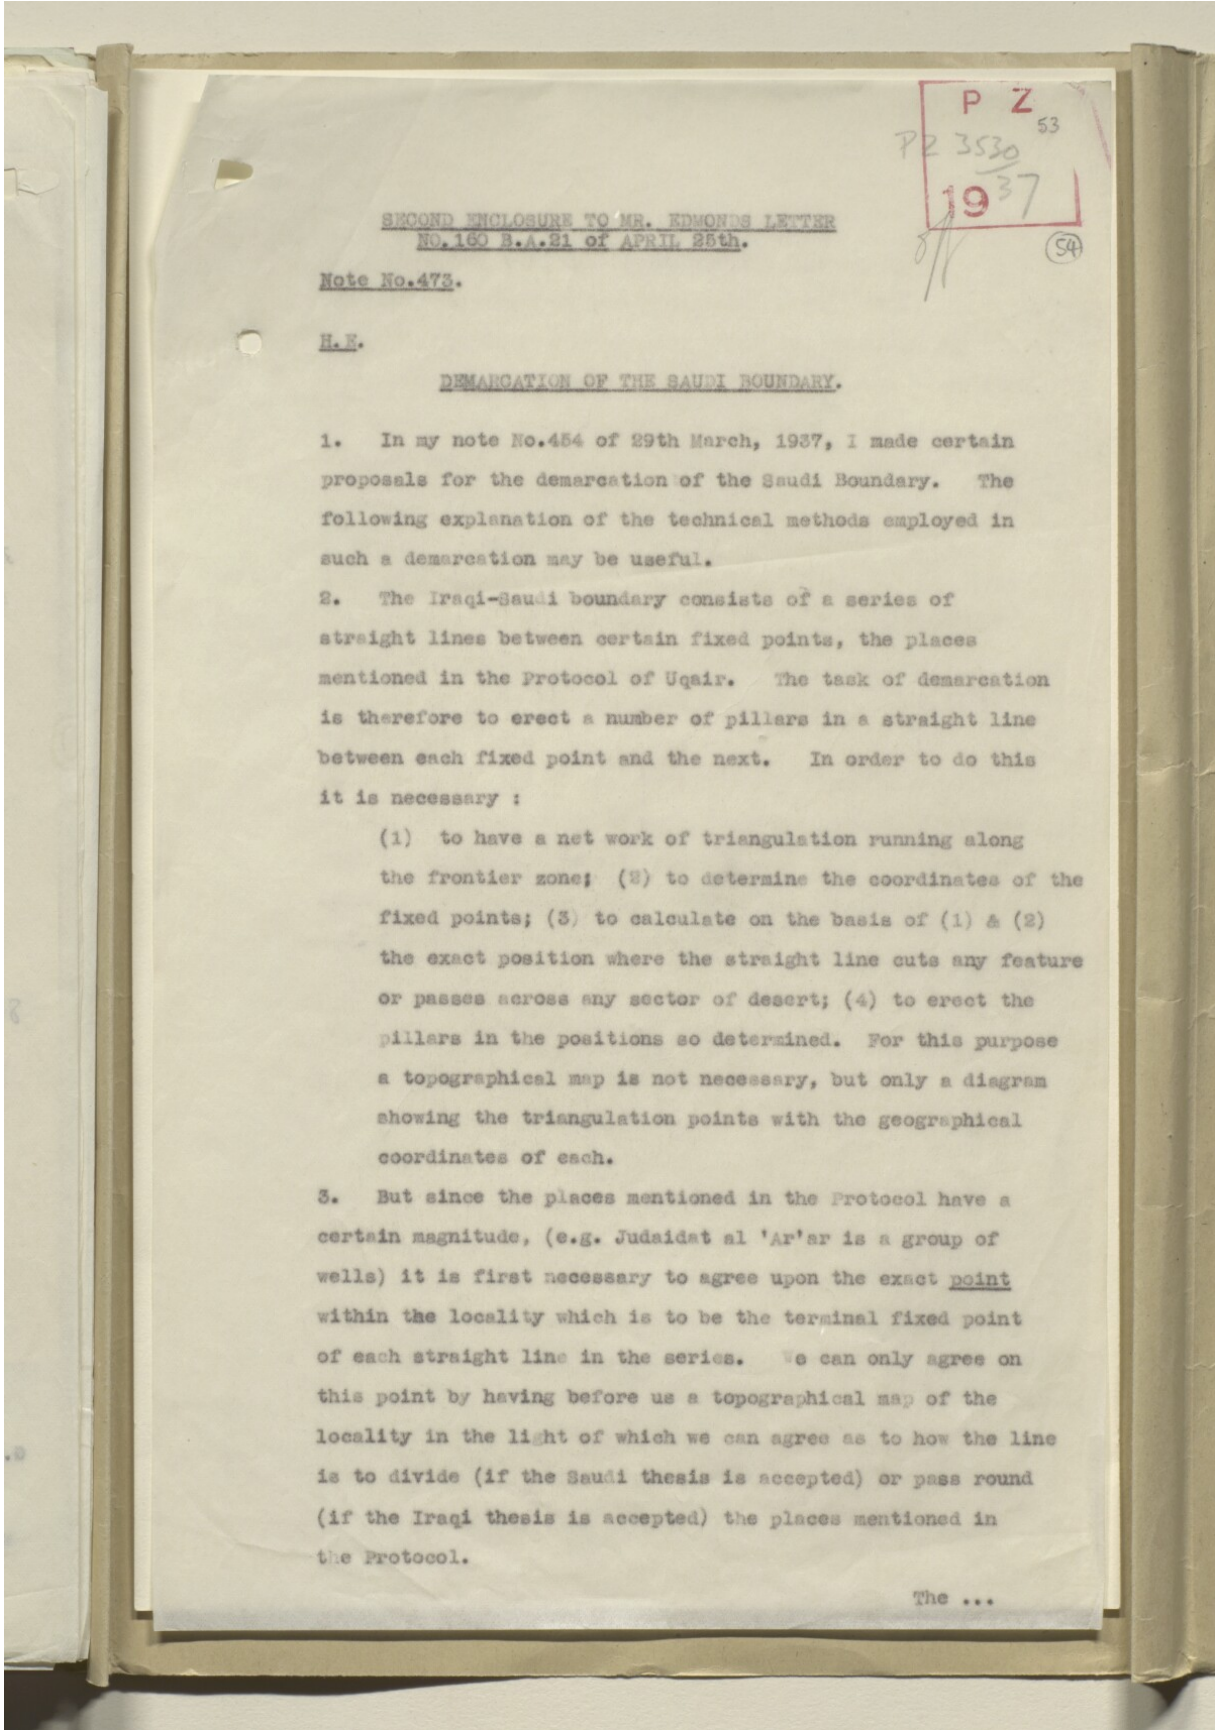 P Z
53
PZ 3530
37
19
54
SECOND ENCLOSURE TO MR. EDMONDS LETTER
NO.160 B.A.21 of APRIL 25th.
Note No.473.
H.E.
DEMARCATION OF THE SAUDI BOUNDARY.
1. In my note No.454 of 29th March, 1937, I made certain
proposals for the demarcation of the Saudi Boundary. The
following explanation of the technical methods employed in
such a demarcation may be useful.
2. The Iraqi-Saudi boundary consists of a series of
straight lines between certain fixed points, the places
mentioned in the Protocol of Uqair. The task of demarcation
is therefore to erect a number of pillars in a straight line
between each fixed point and the next. In order to do this
it is necessary :
(1) to have a net work of triangulation running along
the frontier zone; (2) to determine the coordinates of the
fixed points; (3) to calculate on the basis of (1) & (2)
the exact position where the straight line cuts any feature
or passes across any sector of desert; (4) to erect the
pillars in the positions so determined. For this purpose
a topographical map is not necessary, but only a diagram
showing the triangulation points with the geographical
coordinates of each.
3. But since the places mentioned in the Protocol have a
certain magnitude, (e.g. Judaidat al 'Ar'ar is a group of
wells) it is first necessary to agree upon the exact point
within the locality which is to be the terminal fixed point
of each straight line in the series. We can only agree on
this point by having before us a topographical map of the
locality in the light of which we can agree as to how the line
is to divide (if the Saudi thesis is accepted) or pass round
(if the Iraqi thesis is accepted) the places mentioned in
the Protocol.
The ...